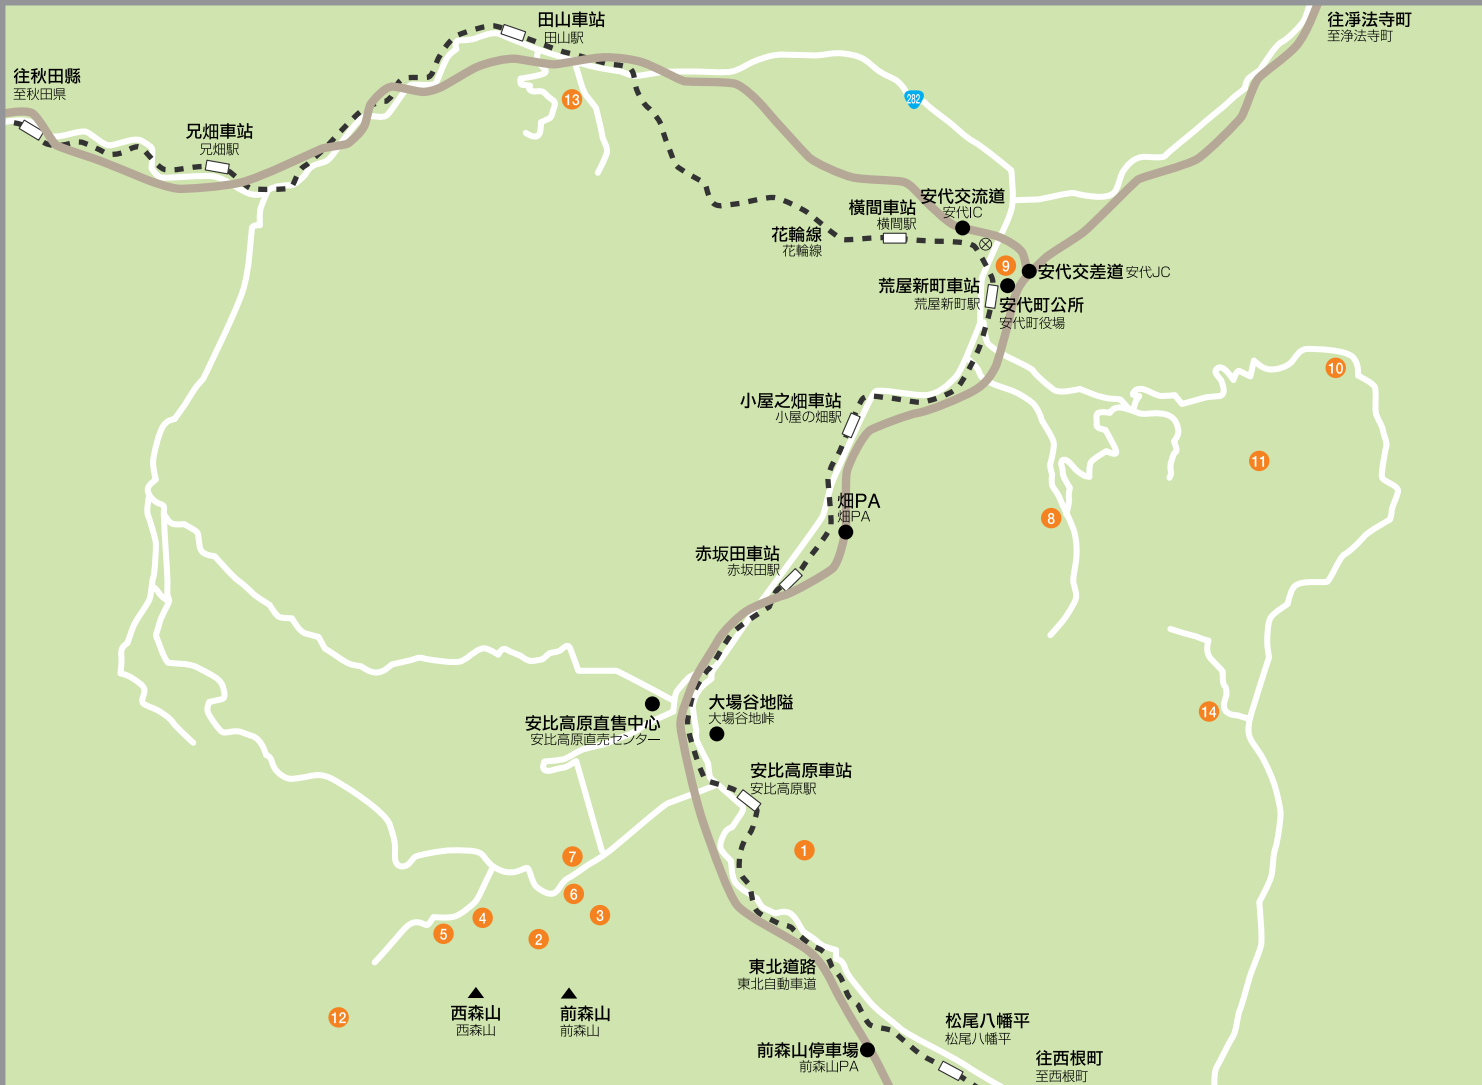 田山車站
田山駅
往凈法寺町
至浄法寺町
往秋田縣
至秋田県
13
282
兄畑車站
兄畑駅
安代交流道
安代IC
橫間車站
横間駅
花輪線
花輪線
9
安代交差道 安代JC
荒屋新町車站
荒屋新町駅
安代町公所
安代町役場
10
小屋之畑車站
小屋の畑駅
11
畑PA
畑PA
8
赤坂田車站
赤坂田駅
14
大場谷地隘
大場谷地峠
安比高原直售中心
安比高原直売センター
安比高原車站
安比高原駅
1
7
6
3
4
5
2
東北道路
東北自動車道
西森山
西森山
前森山
前森山
12
松尾八幡平
松尾八幡平
前森山停車場
前森山PA
往西根町
至西根町